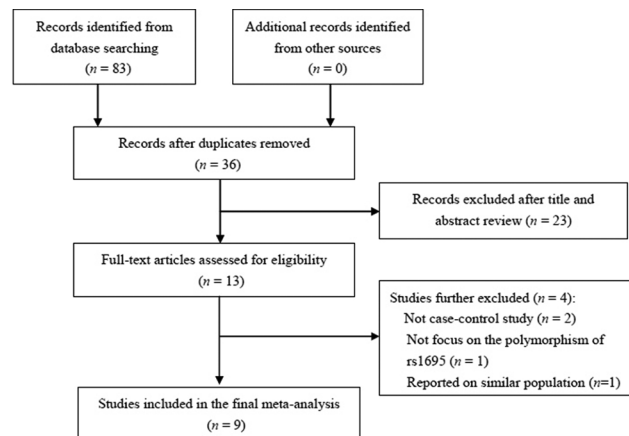 Records identified from
database searching
(n = 83)
Additional records identified
from other sources
(n = 0)
Records after duplicates removed
(n = 36)
Records excluded after title and
abstract review (n = 23)
Full-text articles assessed for eligibility
(n = 13)
Studies further excluded (n = 4):
Not case-control study (n = 2)
Not focus on the polymorphism of
rs1695 (n = 1)
Reported on similar population (n=1)
Studies included in the final meta-analysis
(n = 9)